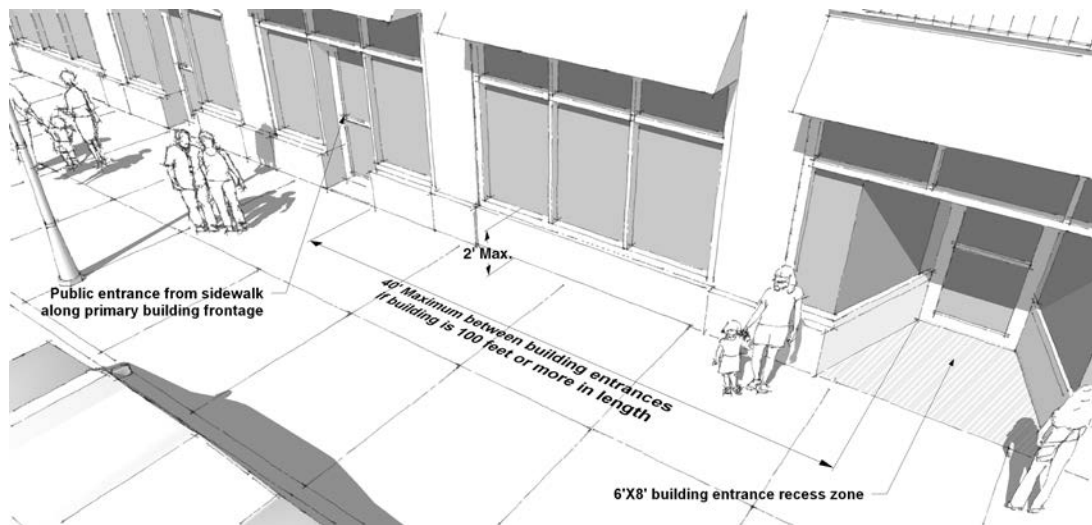 2' Max.
Public entrance from sidewalk
along primary building frontage
40' Maximum between building entrances
if building is 100 feet or more in length
6'X8' building entrance recess zone